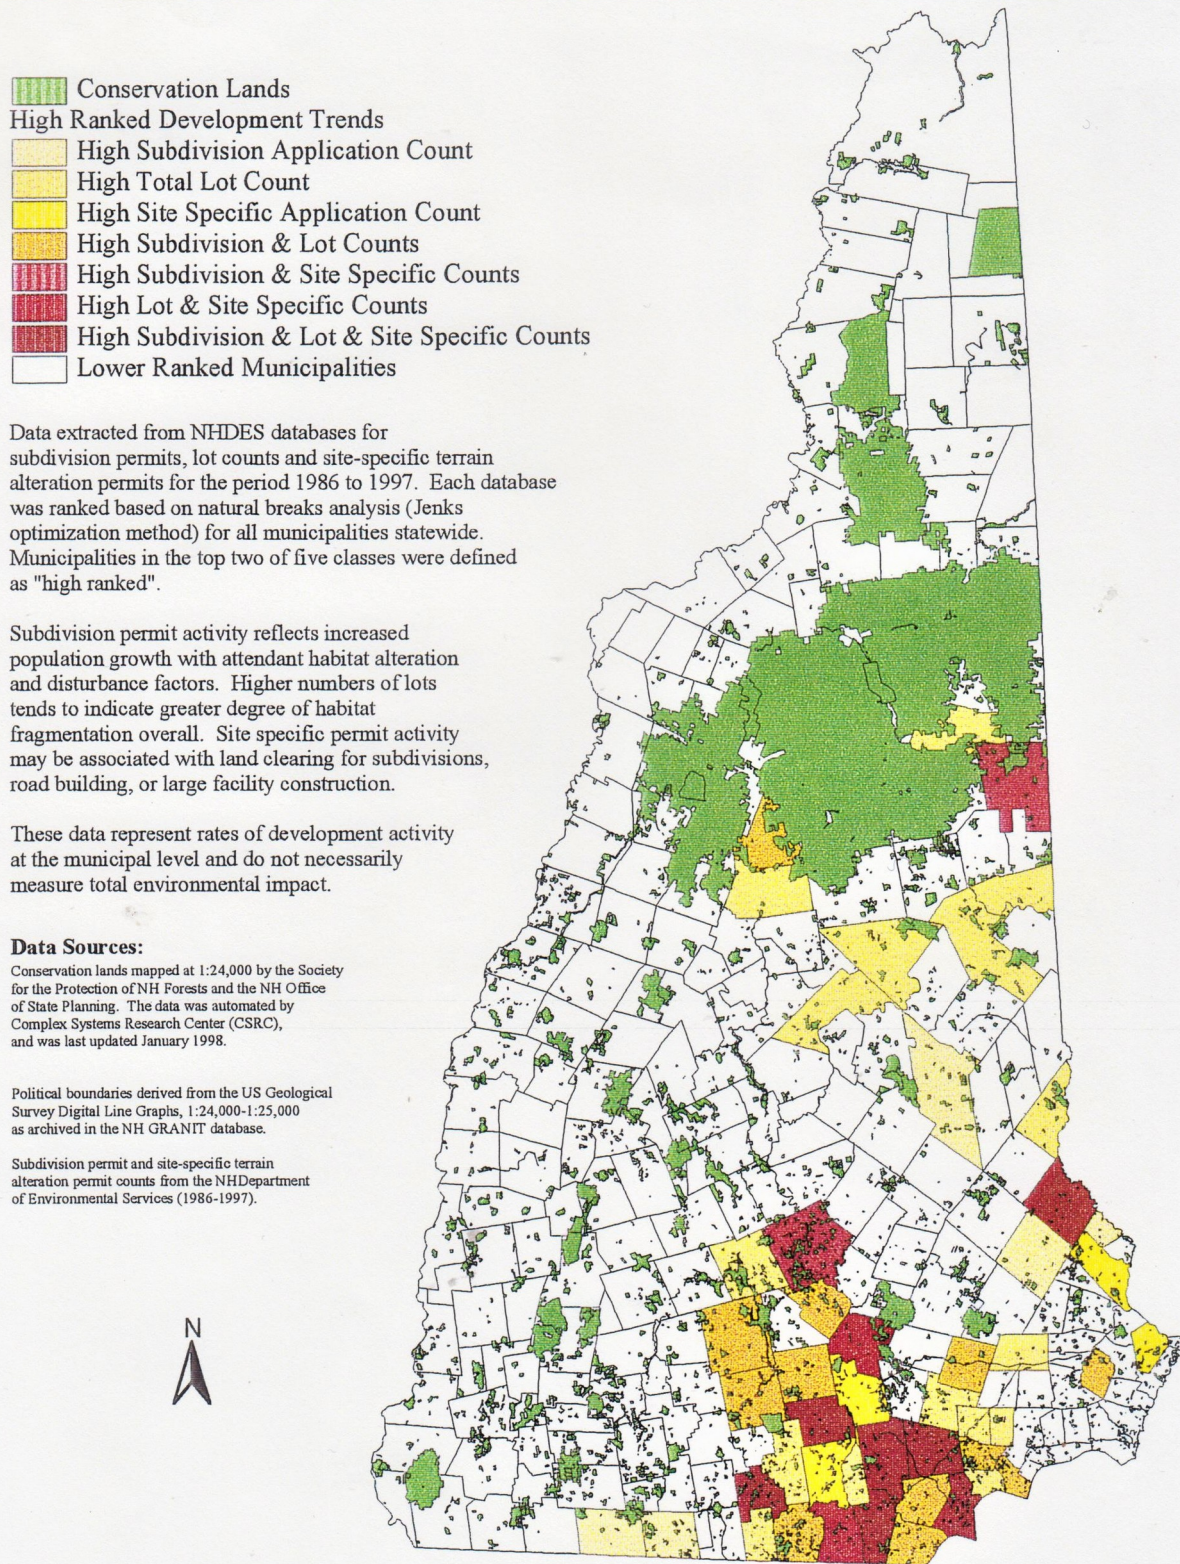 Conservation Lands
High Ranked Development Trends
High Subdivision Application Count
High Total Lot Count
High Site Specific Application Count
High Subdivision & Lot Counts
High Subdivision & Site Specific Counts
High Lot & Site Specific Counts
High Subdivision & Lot & Site Specific Counts
Lower Ranked Municipalities
Data extracted from NHDES databases for
subdivision permits, lot counts and site-specific terrain
alteration permits for the period 1986 to 1997. Each database
was ranked based on natural breaks analysis (Jenks
optimization method) for all municipalities statewide.
Municipalities in the top two of five classes were defined
as "high ranked".
Subdivision permit activity reflects increased
population growth with attendant habitat alteration
and disturbance factors. Higher numbers of lots
tends to indicate greater degree of habitat
fragmentation overall. Site specific permit activity
may be associated with land clearing for subdivisions,
road building, or large facility construction.
These data represent rates of development activity
at the municipal level and do not necessarily
measure total environmental impact.
Data Sources:
Conservation lands mapped at 1:24,000 by the Society
for the Protection of NH Forests and the NH Office
of State Planning. The data was automated by
Complex Systems Research Center (CSRC),
and was last updated January 1998.
Political boundaries derived from the US Geological
Survey Digital Line Graphs, 1:24,000-1:25,000
as archived in the NH GRANIT database.
Subdivision permit and site-specific terrain
alteration permit counts from the NHDepartment
of Environmental Services (1986-1997).
N